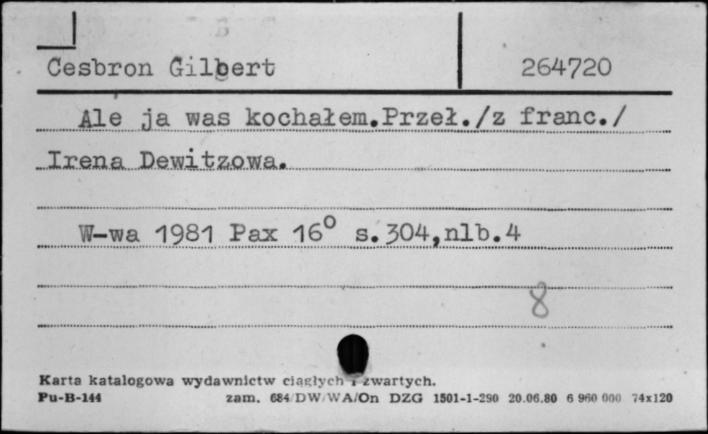 Cesbron Gilbert 264720
Ale ja was kochałem.Przeł./z franc./
Irena Dewitzowa.
W-wa 1981 Pax 16° s.304,nlb.4
8
Karta katalogowa wydawnictw ciągłych i zwartych.
Pu-B-144 zam. 684/DW/WA/On DZG 1501-1-290 20.06.80 6 960 000 74x120